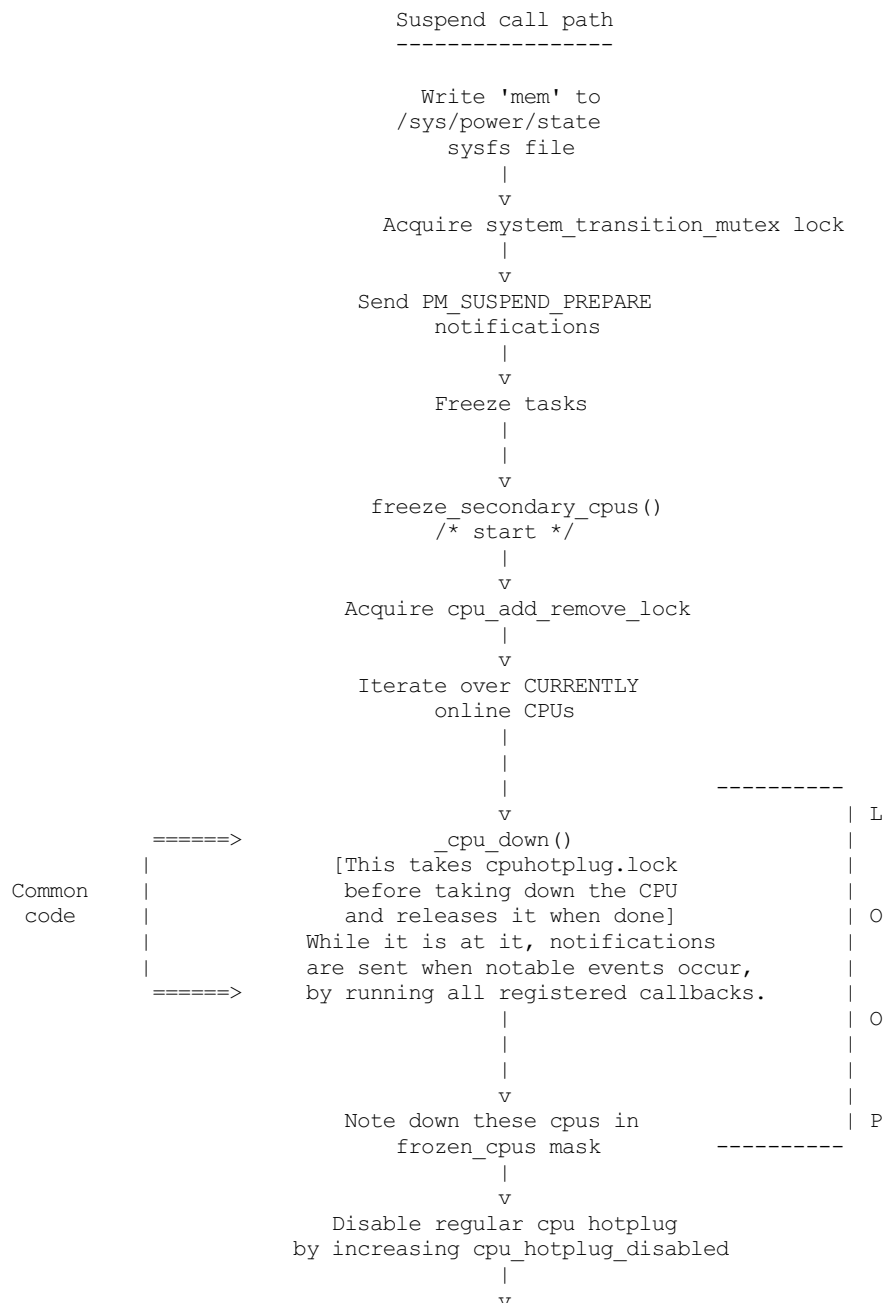 Suspend call path
-----------------
Write 'mem' to
/sys/power/state
sysfs file
|
v
Acquire system_transition_mutex lock
|
v
Send PM_SUSPEND_PREPARE
notifications
|
v
Freeze tasks
|
|
v
freeze_secondary_cpus()
/* start */
|
v
Acquire cpu_add_remove_lock
|
v
Iterate over CURRENTLY
online CPUs
|
|
| ----------
v | L
======> _cpu_down() |
| [This takes cpuhotplug.lock |
Common | before taking down the CPU |
code | and releases it when done] | O
| While it is at it, notifications |
| are sent when notable events occur, |
======> by running all registered callbacks. |
| | O
| |
| |
v |
Note down these cpus in | P
frozen_cpus mask ----------
|
v
Disable regular cpu hotplug
by increasing cpu_hotplug_disabled
|
v